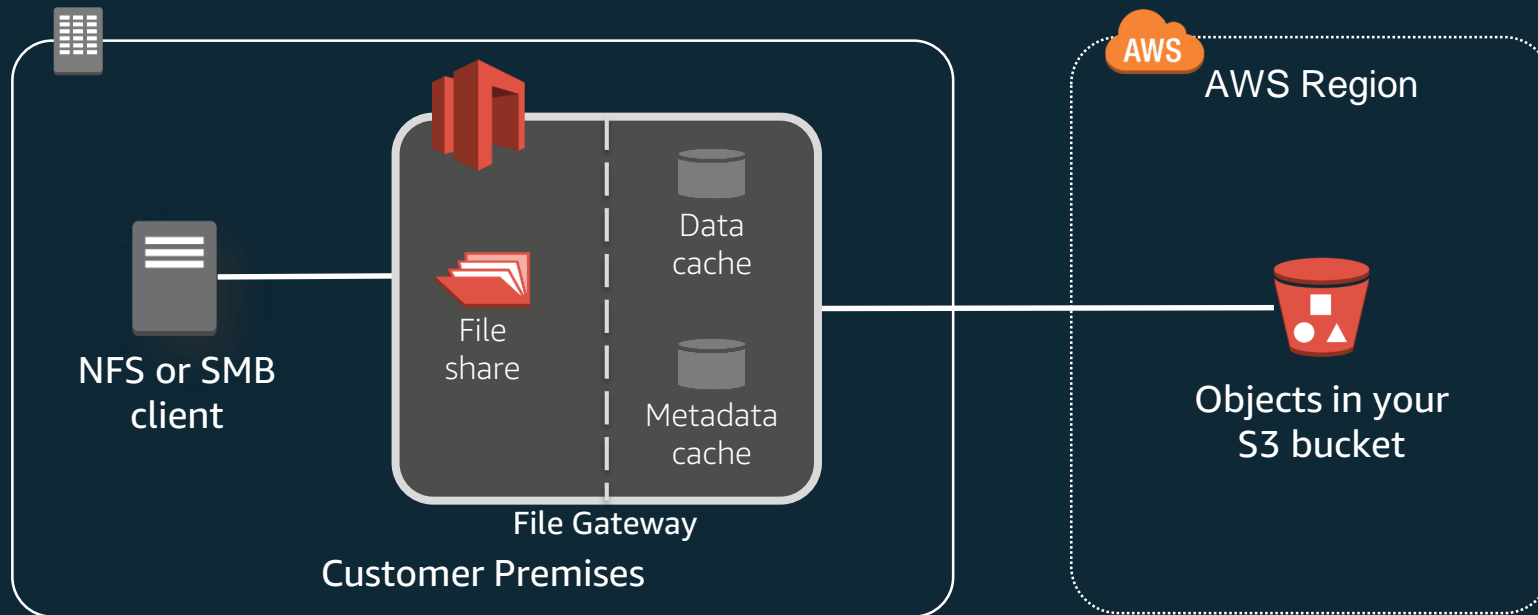 AWS
AWS Region
Data
cache
File
share
NFS or SMB
client
Metadata
cache
Objects in your
S3 bucket
File Gateway
Customer Premises